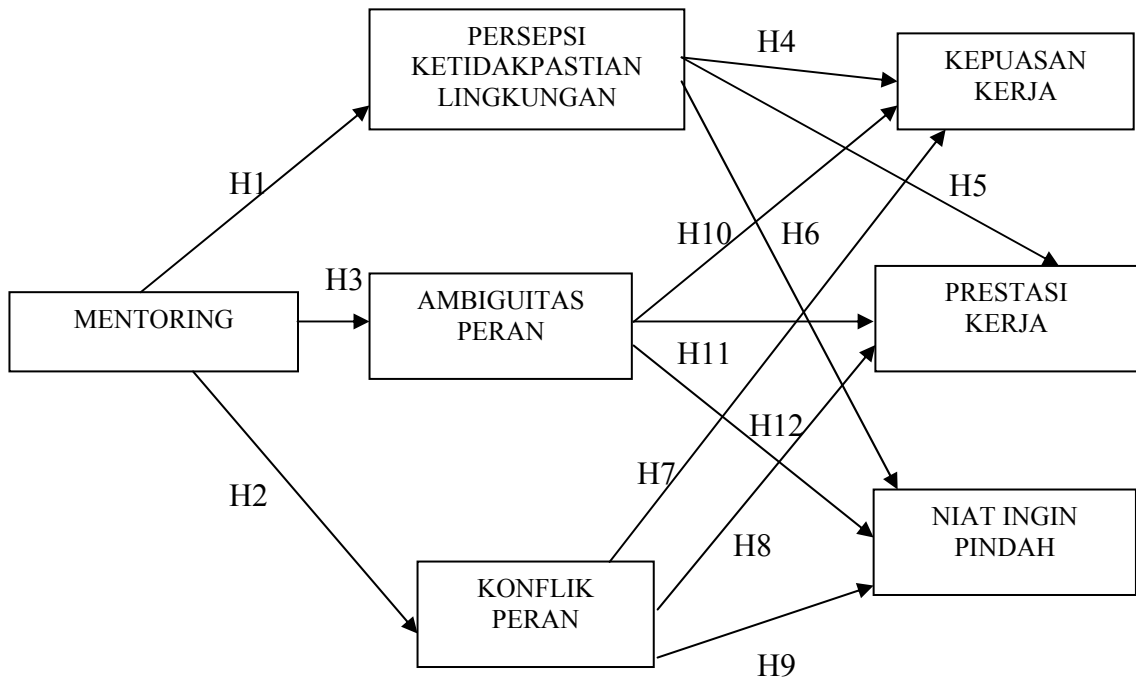 PERSEPSI
KETIDAKPASTIAN
LINGKUNGAN
H4
KEPUASAN
KERJA
H1
H5
H10
H6
H3
MENTORING
AMBIGUITAS
PERAN
PRESTASI
KERJA
H11
H12
H2
H7
H8
NIAT INGIN
PINDAH
KONFLIK
PERAN
H9